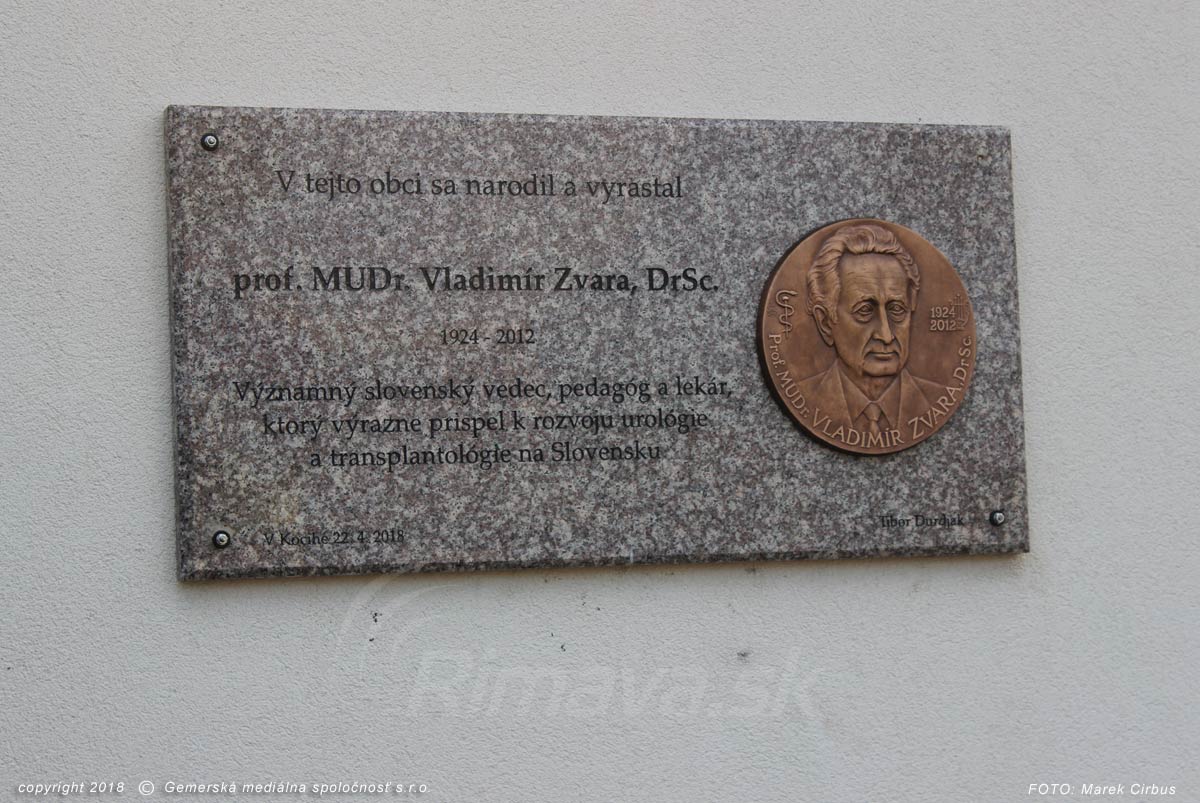 V tejto obci sa narodil a vyrastal
prof. MUDr. Vladimír Zvara, DrSc.
1924 - 2012
Významný slovenský vedec, pedagóg a lekár,
ktorý výrazne prispel k rozvoju urológie
a transplantológie na Slovensku
V Kocihe 22. 4. 2018
Tibor Durdiak
1924
2012
Prof. MUDr. VLADIMÍR ZVARA, DrSc.
Rimava.sk
copyright 2018 © Gemerská mediálna spoločnosť s.r.o.
FOTO: Marek Cirbus